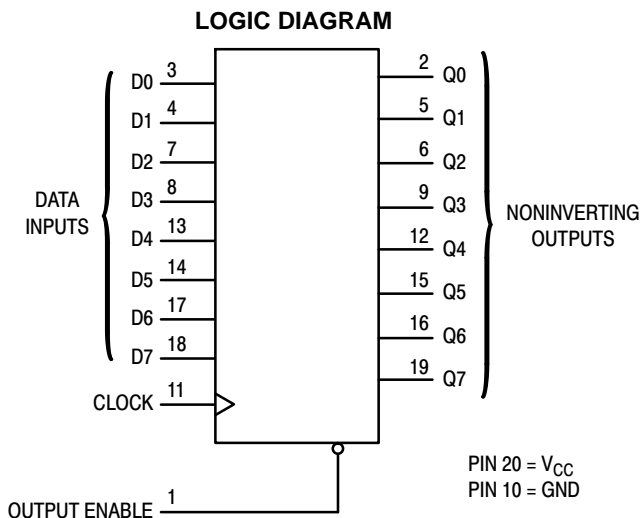 LOGIC DIAGRAM
D0 3
D1 4
D2 7
D3 8
D4 13
D5 14
D6 17
D7 18
DATA
INPUTS
CLOCK 11
OUTPUT ENABLE 1
2 Q0
5 Q1
6 Q2
9 Q3
12 Q4
15 Q5
16 Q6
19 Q7
NONINVERTING
OUTPUTS
PIN 20 = VCC
PIN 10 = GND